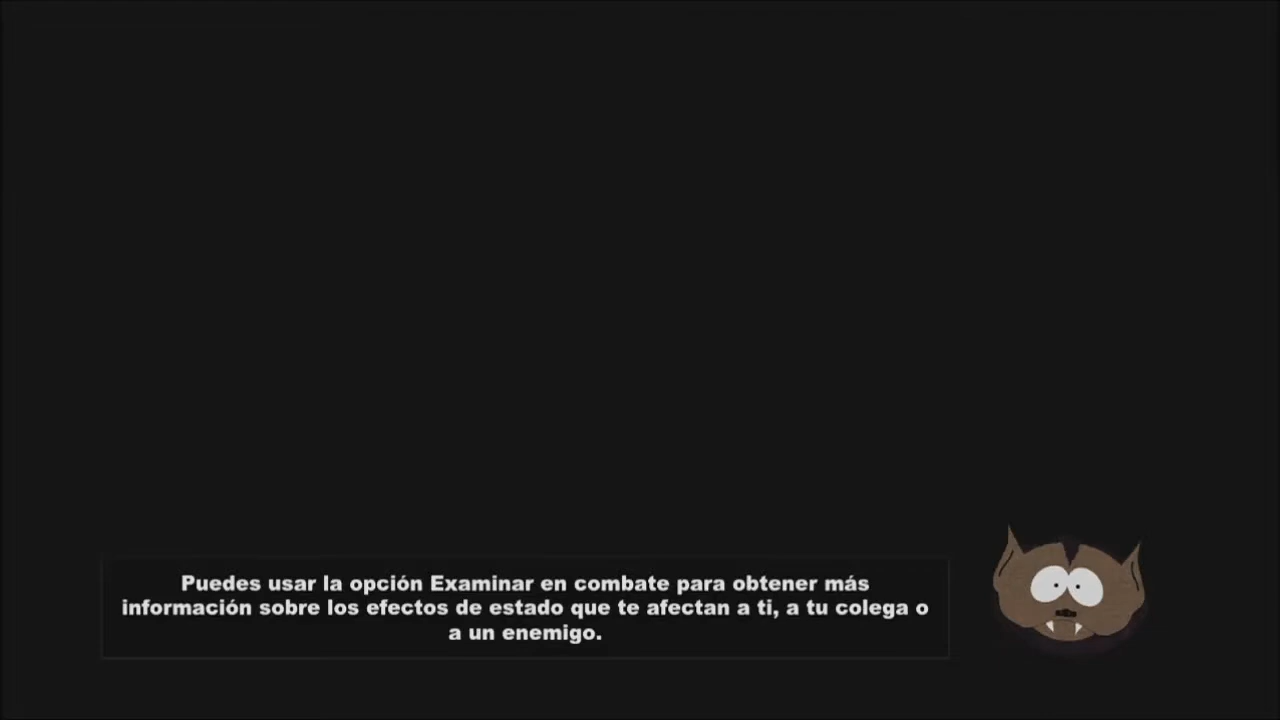 Puedes usar la opción Examinar en combate para obtener más
información sobre los efectos de estado que te afectan a ti, a tu colega o
a un enemigo.